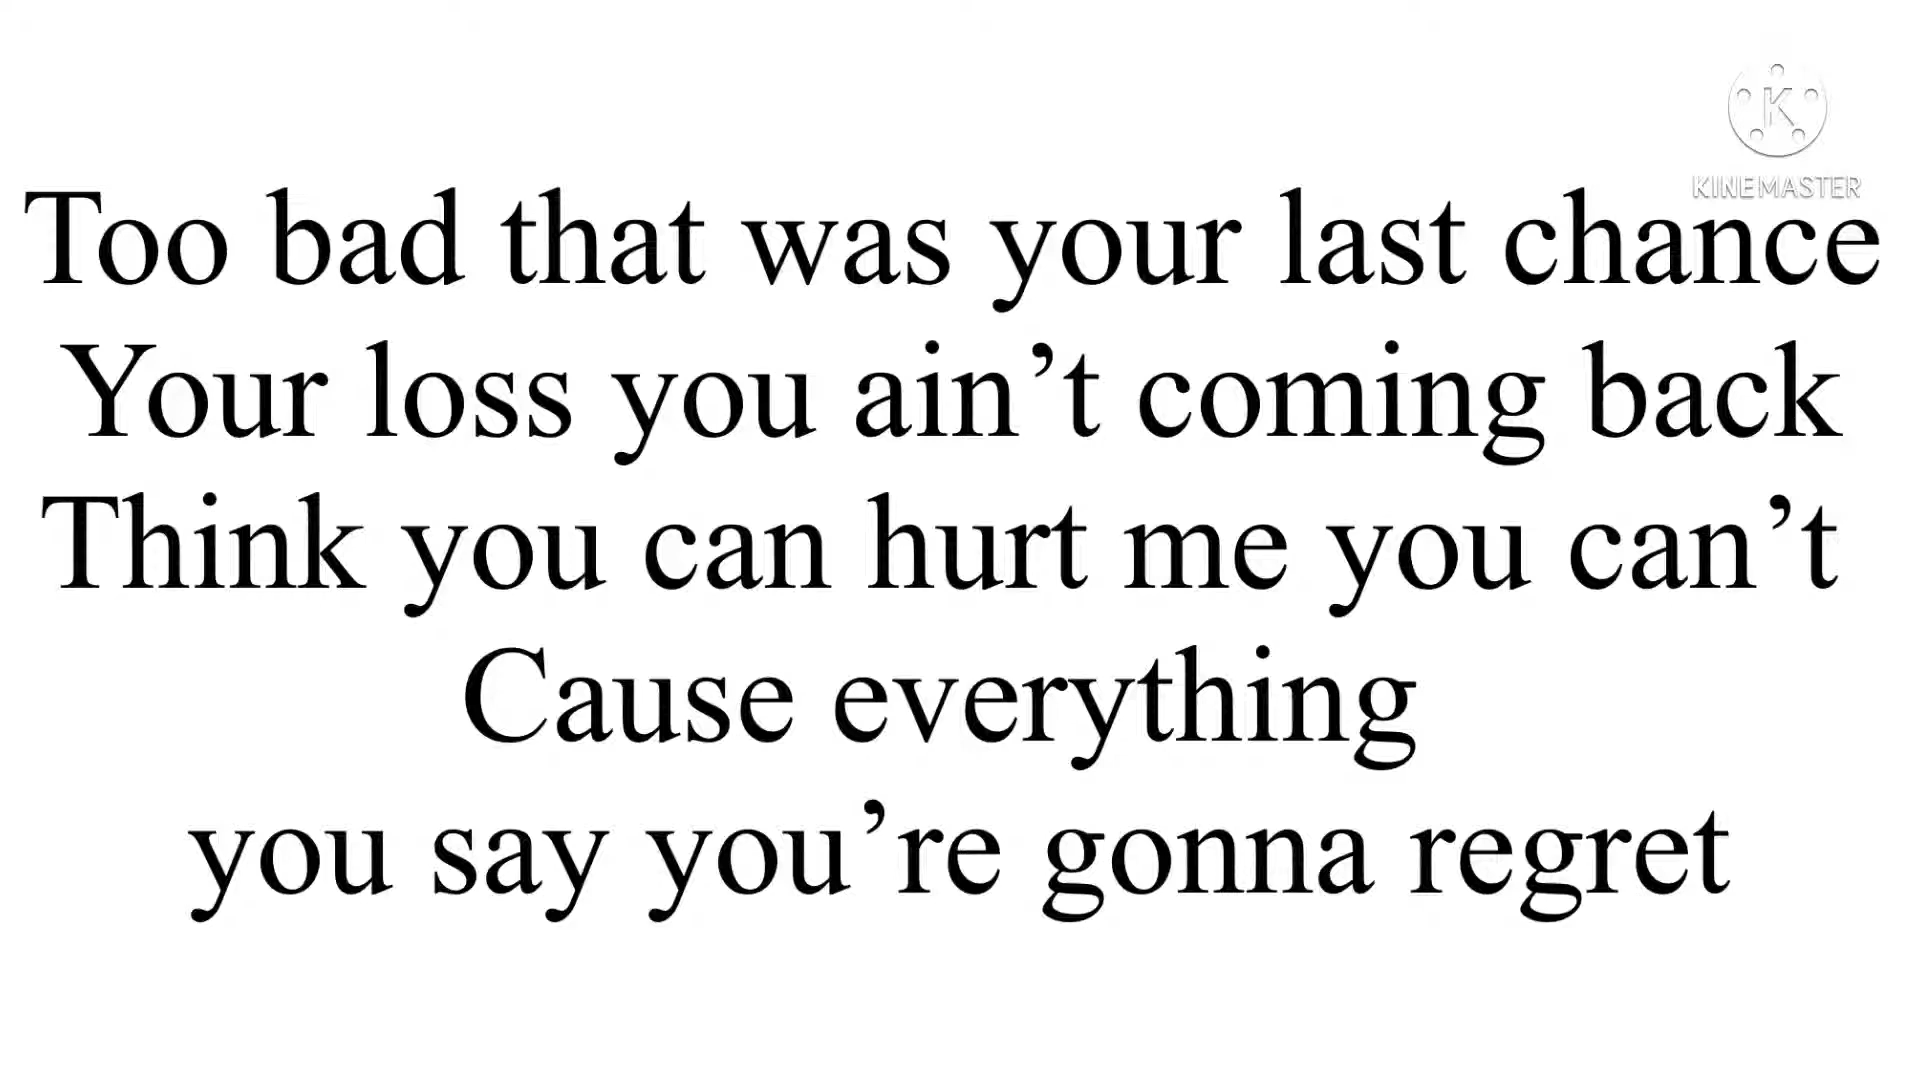 K
KINEMASTER
Too bad that was your last chance
Your loss you ain’t coming back
Think you can hurt me you can’t
Cause everything
you say you’re gonna regret